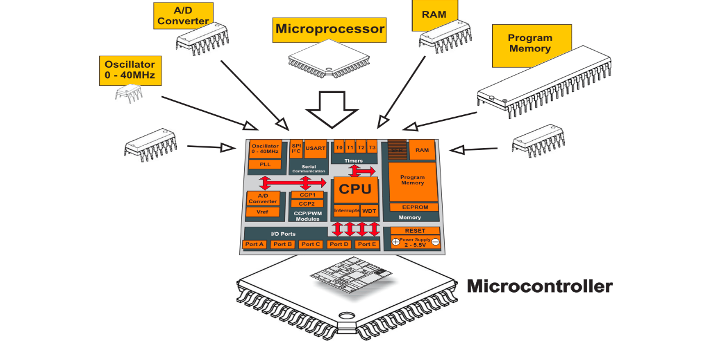 A/D
Converter
Microprocessor
RAM
Program
Memory
Oscillator
0 - 40MHz
Oscillator
0 - 40MHz
PLL
SPI
I²C
USART
Serial
Communication
T0 T1 T2 T3
Timers
RAM
Program
Memory
EEPROM
Memory
A/D
Converter
Vref
CCP1
CCP2
CCP/PWM
Modules
CPU
Interrupts
WDT
I/O Ports
Port A Port B Port C Port D Port E
RESET
Power Supply
2 - 5.5V
Microcontroller